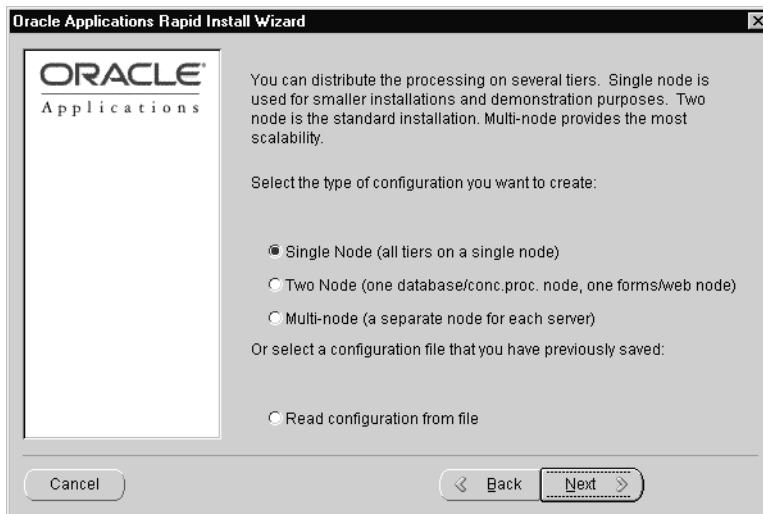 Oracle Applications Rapid Install Wizard
ORACLE®
Applications
You can distribute the processing on several tiers. Single node is
used for smaller installations and demonstration purposes. Two
node is the standard installation. Multi-node provides the most
scalability.
Select the type of configuration you want to create:
Single Node (all tiers on a single node)
Two Node (one database/conc.proc. node, one forms/web node)
Multi-node (a separate node for each server)
Or select a configuration file that you have previously saved:
Read configuration from file
Cancel
Back
Next